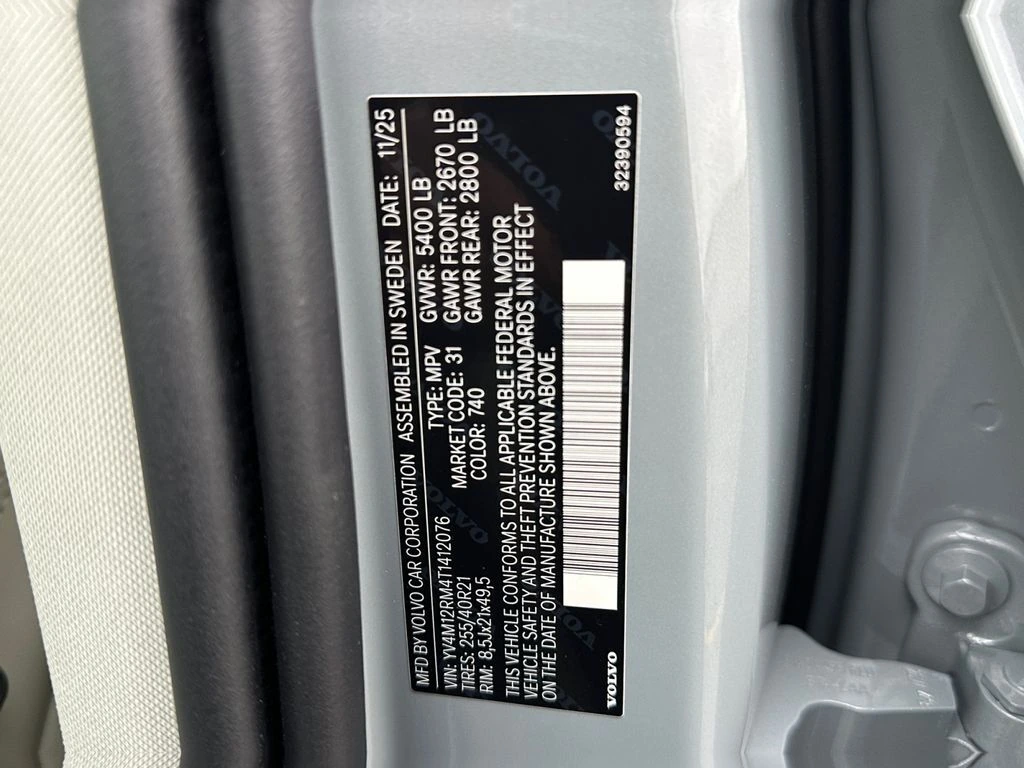 MFD BY VOLVO CAR CORPORATION ASSEMBLED IN SWEDEN DATE: 11/25
VIN: YV4M12RM4T1412076 TYPE: MPV GVWR: 5400 LB
TIRES: 255/40R21 MARKET CODE: 31 GAWR FRONT: 2670 LB
RIM: 8,5Jx21x49,5 COLOR: 740 GAWR REAR: 2800 LB
THIS VEHICLE CONFORMS TO ALL APPLICABLE FEDERAL MOTOR
VEHICLE SAFETY AND THEFT PREVENTION STANDARDS IN EFFECT
ON THE DATE OF MANUFACTURE SHOWN ABOVE.
VOLVO 32390594